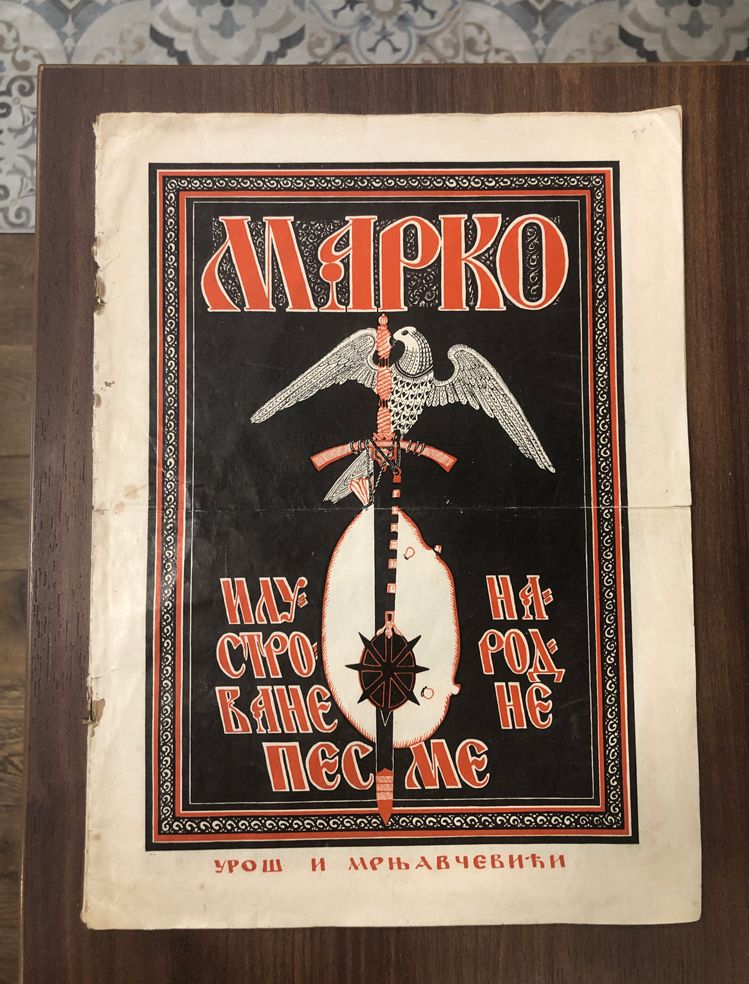 МАРКО
ИЛУ-
СТРО-
ВАНЕ
НА-
РОД-
НЕ
ПЕСМЕ
УРОШ И МРЊАВЧЕВИЋИ